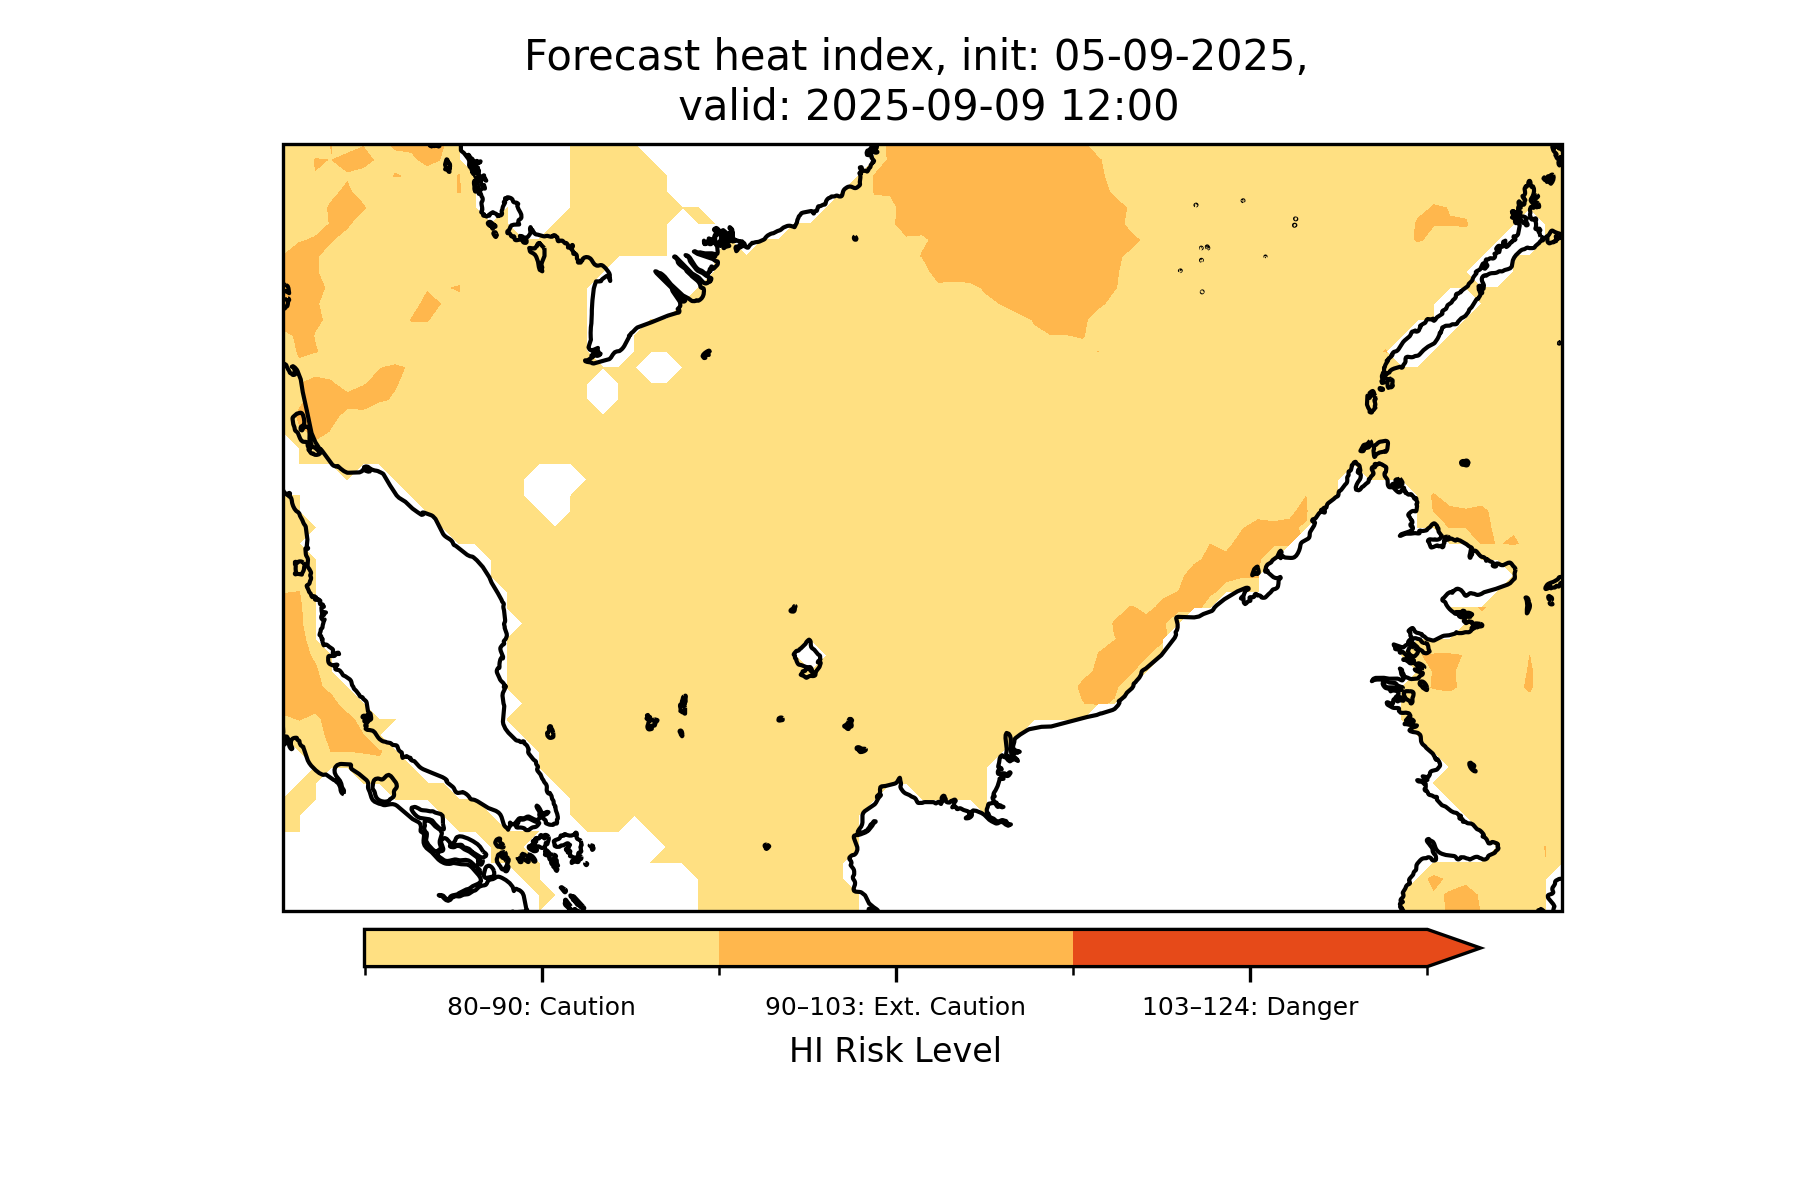 Forecast heat index, init: 05-09-2025,
valid: 2025-09-09 12:00
80–90: Caution
90–103: Ext. Caution
103–124: Danger
HI Risk Level